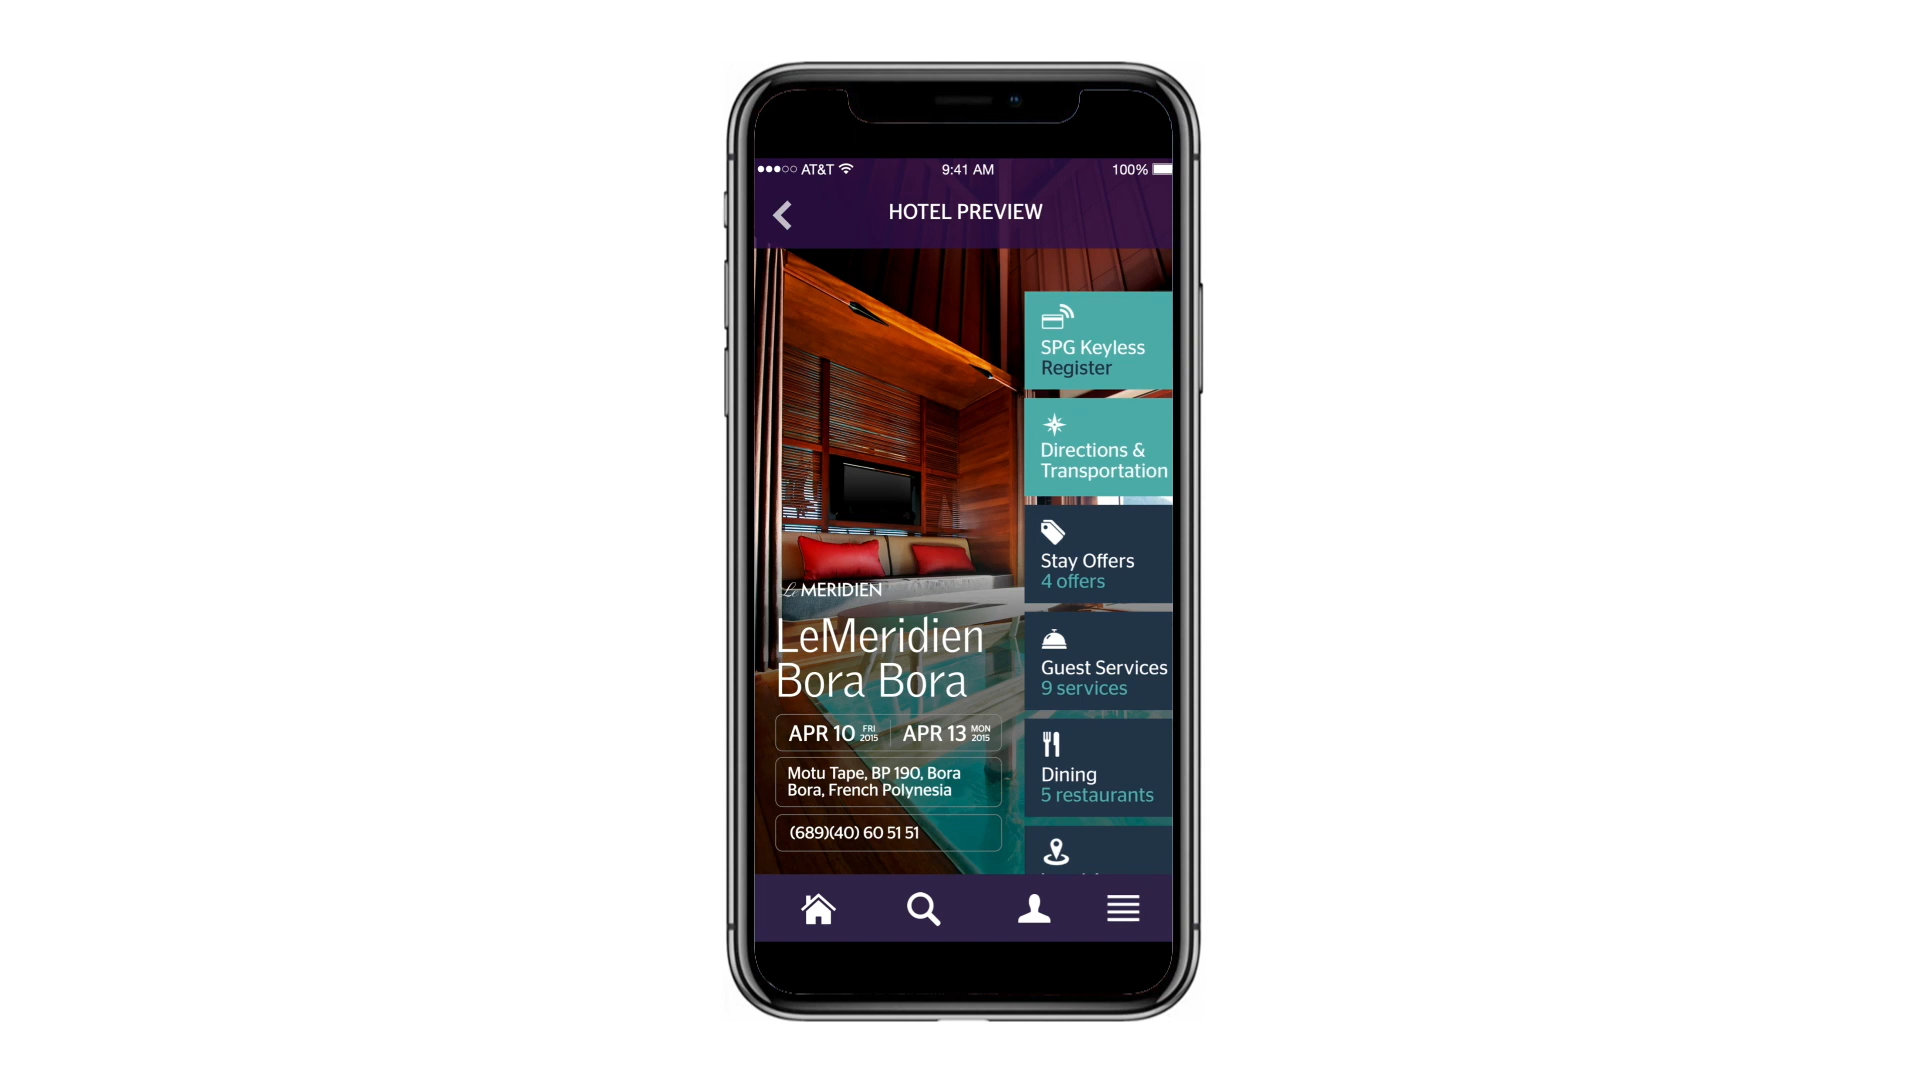 AT&T
9:41 AM
100%
HOTEL PREVIEW
SPG Keyless
Register
Directions &
Transportation
Stay Offers
4 offers
Guest Services
9 services
Dining
5 restaurants
Le MERIDIEN
LeMeridien
Bora Bora
APR 10 FRI 2015 APR 13 MON 2015
Motu Tape, BP 190, Bora
Bora, French Polynesia
(689)(40) 60 51 51